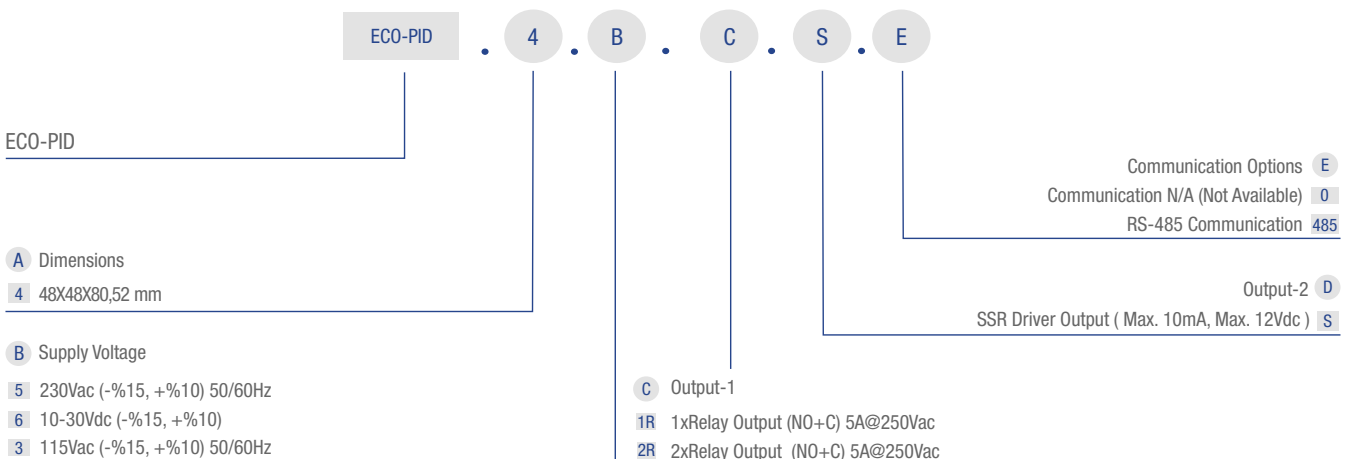 ECO-PID . 4 . B . C . S . E
ECO-PID
A Dimensions
4 48X48X80,52 mm
B Supply Voltage
5 230Vac (-%15, +%10) 50/60Hz
6 10-30Vdc (-%15, +%10)
3 115Vac (-%15, +%10) 50/60Hz
C Output-1
1R 1xRelay Output (NO+C) 5A@250Vac
2R 2xRelay Output (NO+C) 5A@250Vac
Communication Options E
Communication N/A (Not Available) 0
RS-485 Communication 485
Output-2 D
SSR Driver Output ( Max. 10mA, Max. 12Vdc ) S